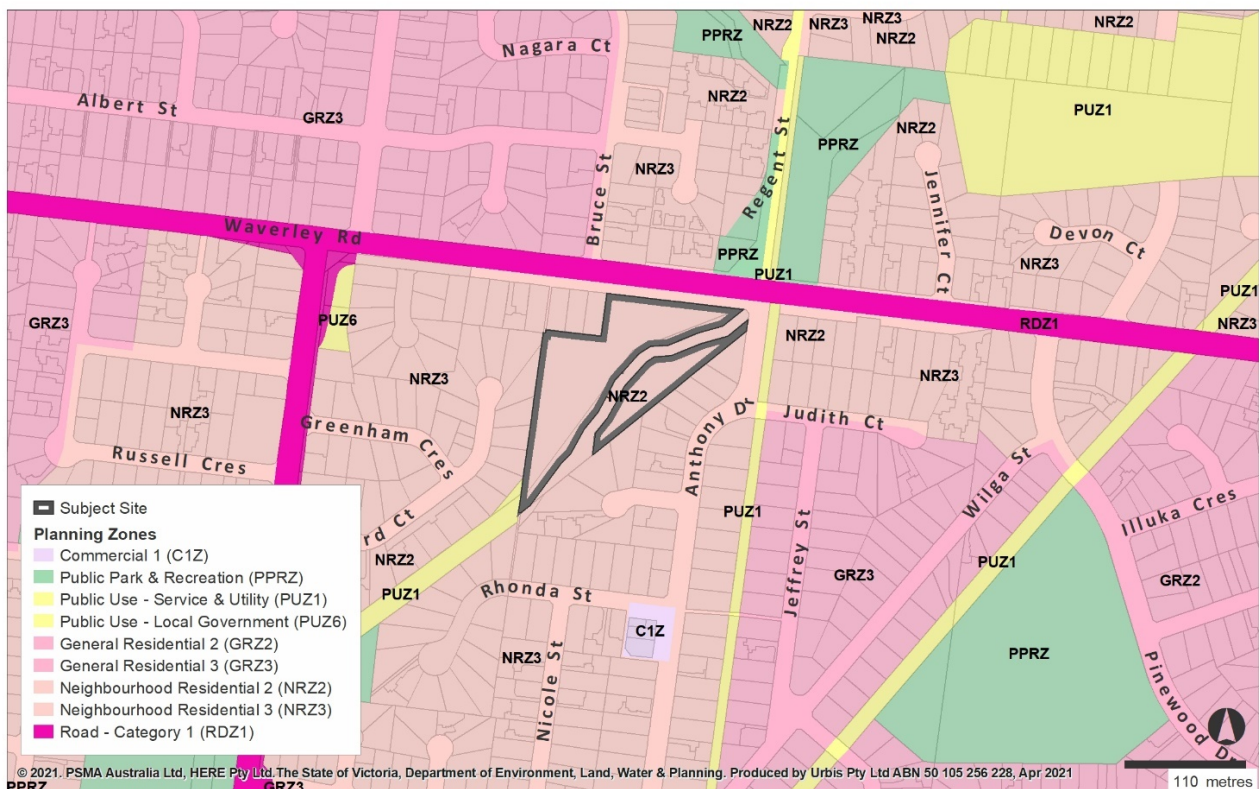 PPRZ
NRZ2
NRZ3
NRZ3
NRZ2
NRZ2
Nagara Ct
Albert St
GRZ3
NRZ2
PUZ1
PPRZ
NRZ2
Regent St
NRZ3
Bruce St
Jennifer Ct
Waverley Rd
Devon Ct
NRZ3
PPRZ
PUZ1
PUZ1
NRZ3
GRZ3
PUZ6
RDZ1
NRZ2
NRZ3
NRZ3
NRZ2
Anthony Dr
Judith Ct
NRZ3
Greenham Cres
Russell Cres
Wilga St
Illuka Cres
PUZ1
Jeffrey St
PUZ1
GRZ3
GRZ2
rd Ct
NRZ2
PUZ1
Rhonda St
C1Z
NRZ3
Nicole St
PPRZ
Pinewood Dr
Subject Site
Planning Zones
Commercial 1 (C1Z)
Public Park & Recreation (PPRZ)
Public Use - Service & Utility (PUZ1)
Public Use - Local Government (PUZ6)
General Residential 2 (GRZ2)
General Residential 3 (GRZ3)
Neighbourhood Residential 2 (NRZ2)
Neighbourhood Residential 3 (NRZ3)
Road - Category 1 (RDZ1)
© 2021. PSMA Australia Ltd, HERE Pty Ltd.The State of Victoria, Department of Environment, Land, Water & Planning. Produced by Urbis Pty Ltd ABN 50 105 256 228, Apr 2021
PPRZ
GRZ3
110 metres